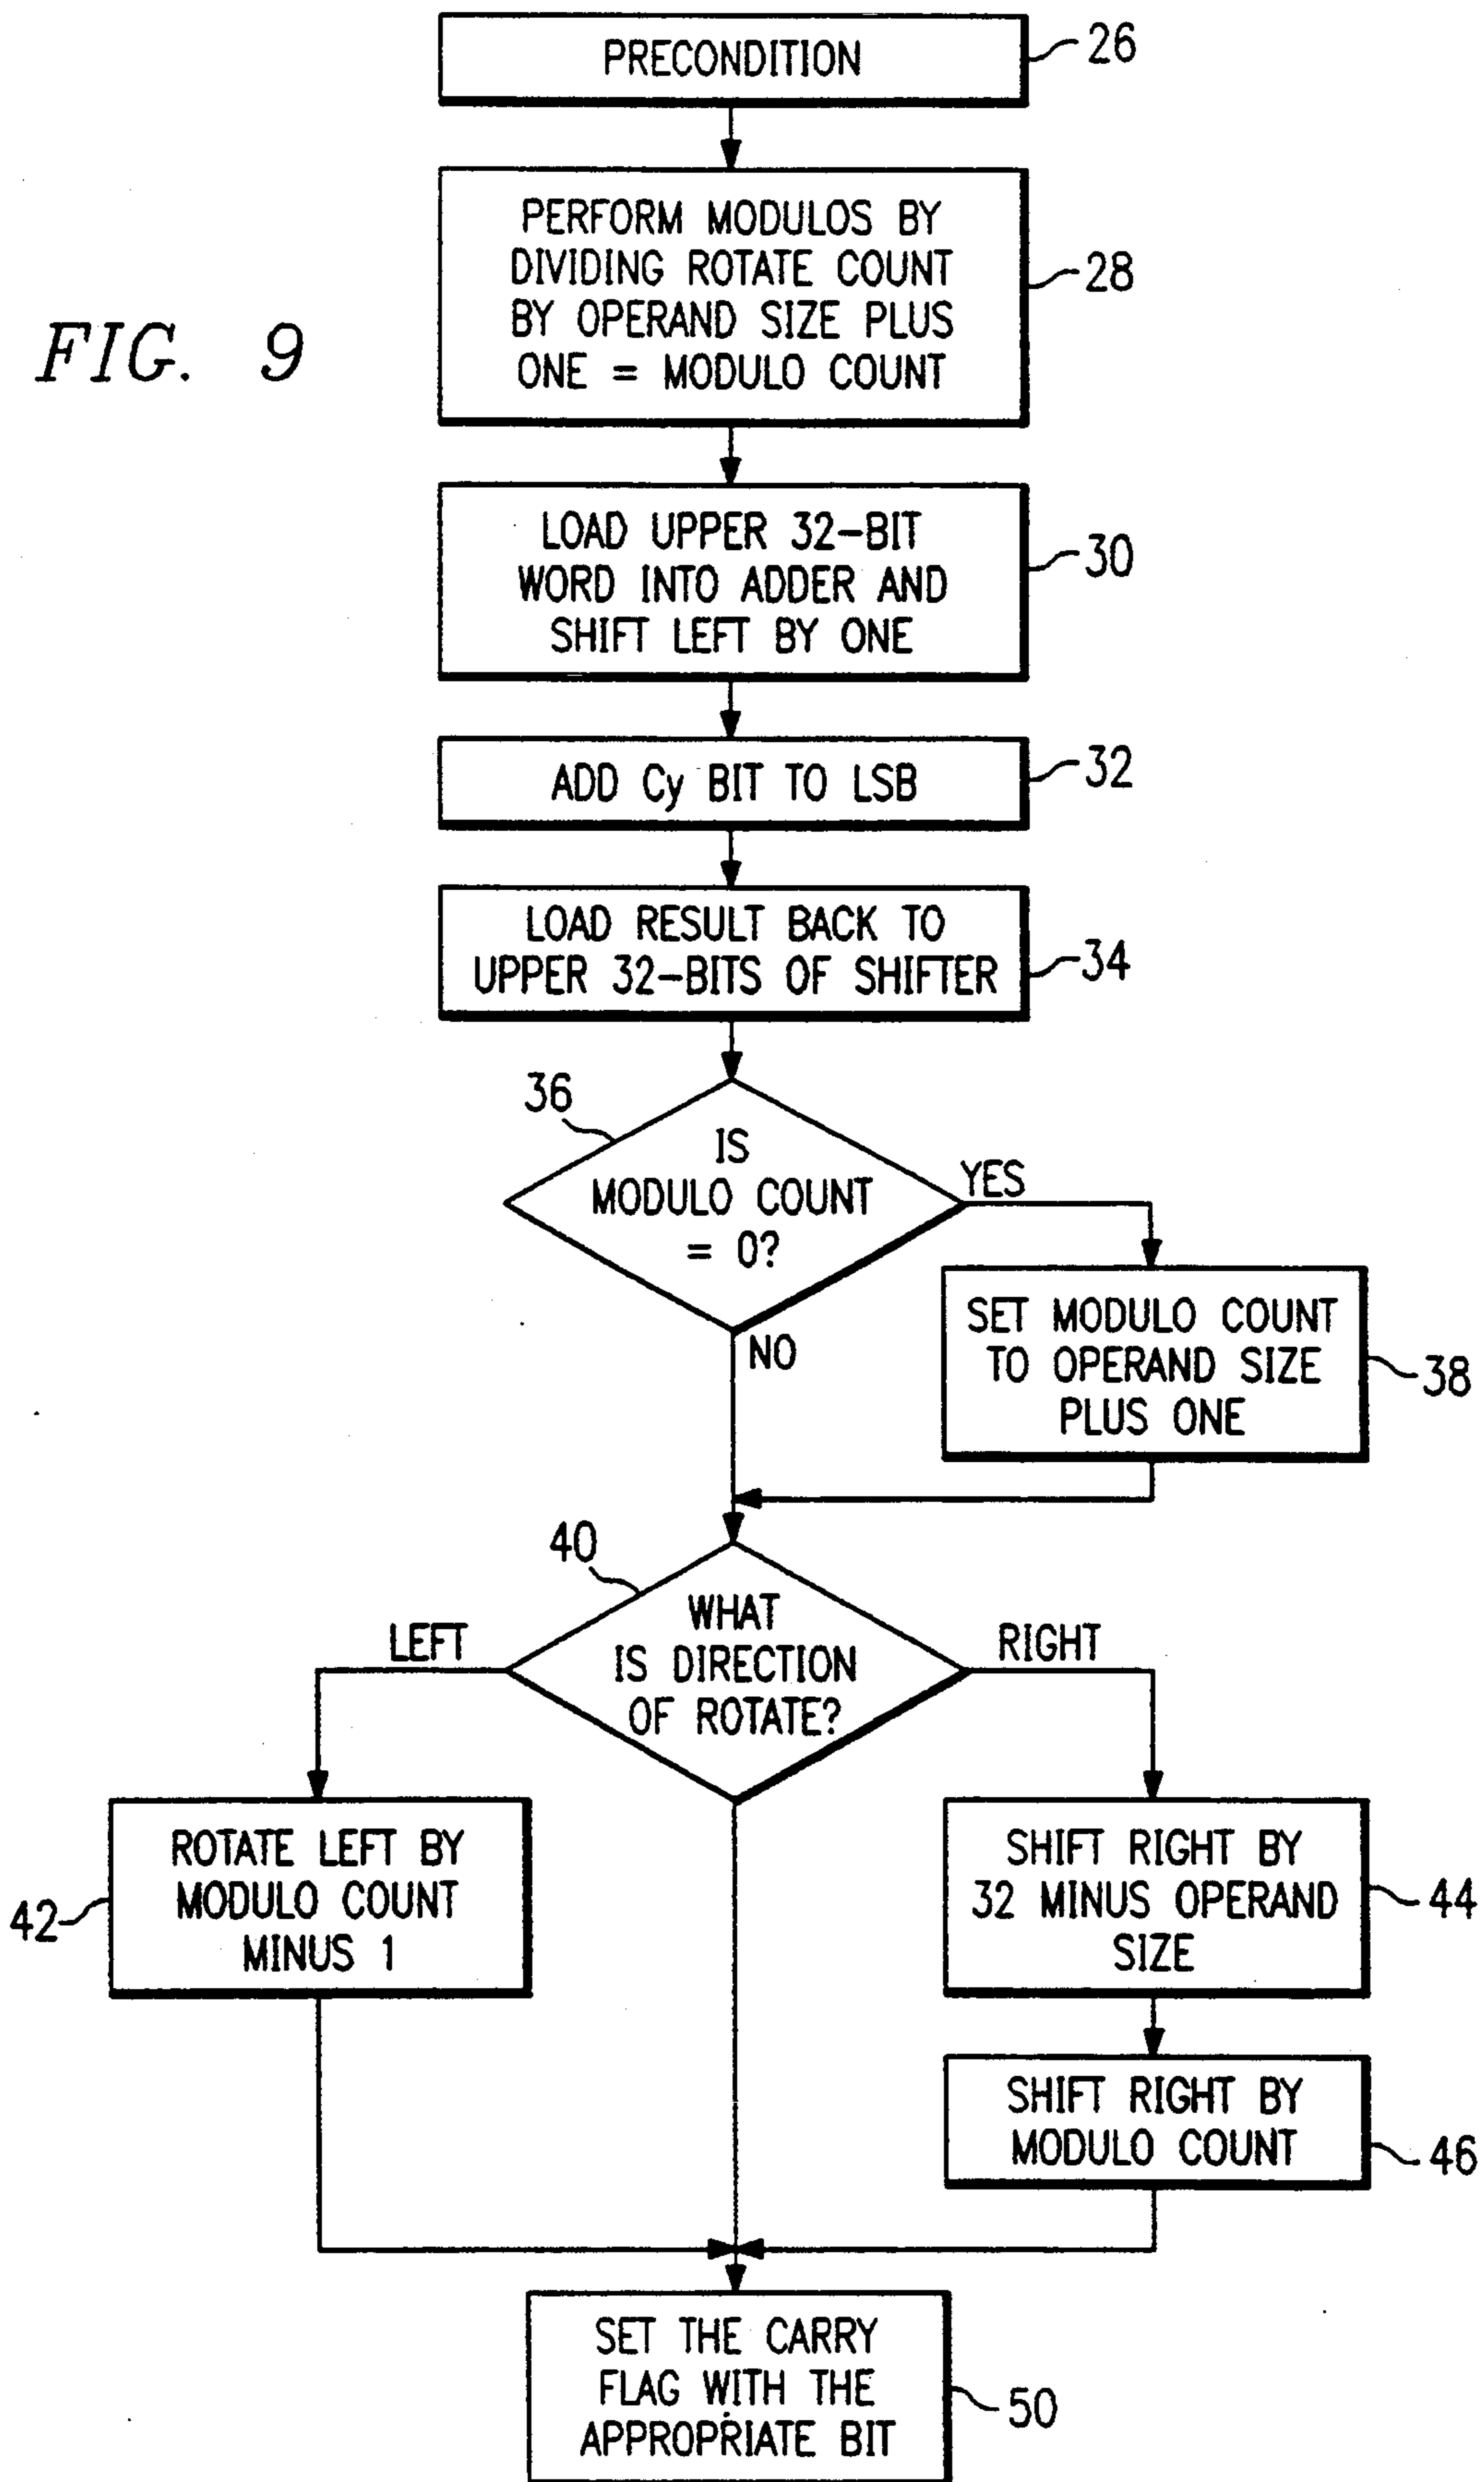 PRECONDITION
26
PERFORM MODULOS BY
DIVIDING ROTATE COUNT
BY OPERAND SIZE PLUS
ONE = MODULO COUNT
28
FIG. 9
LOAD UPPER 32-BIT
WORD INTO ADDER AND
SHIFT LEFT BY ONE
30
ADD Cy BIT TO LSB
32
LOAD RESULT BACK TO
UPPER 32-BITS OF SHIFTER
34
36
IS
MODULO COUNT
= 0?
YES
NO
SET MODULO COUNT
TO OPERAND SIZE
PLUS ONE
38
40
WHAT
IS DIRECTION
OF ROTATE?
LEFT
RIGHT
ROTATE LEFT BY
MODULO COUNT
MINUS 1
42
SHIFT RIGHT BY
32 MINUS OPERAND
SIZE
44
SHIFT RIGHT BY
MODULO COUNT
46
SET THE CARRY
FLAG WITH THE
APPROPRIATE BIT
50